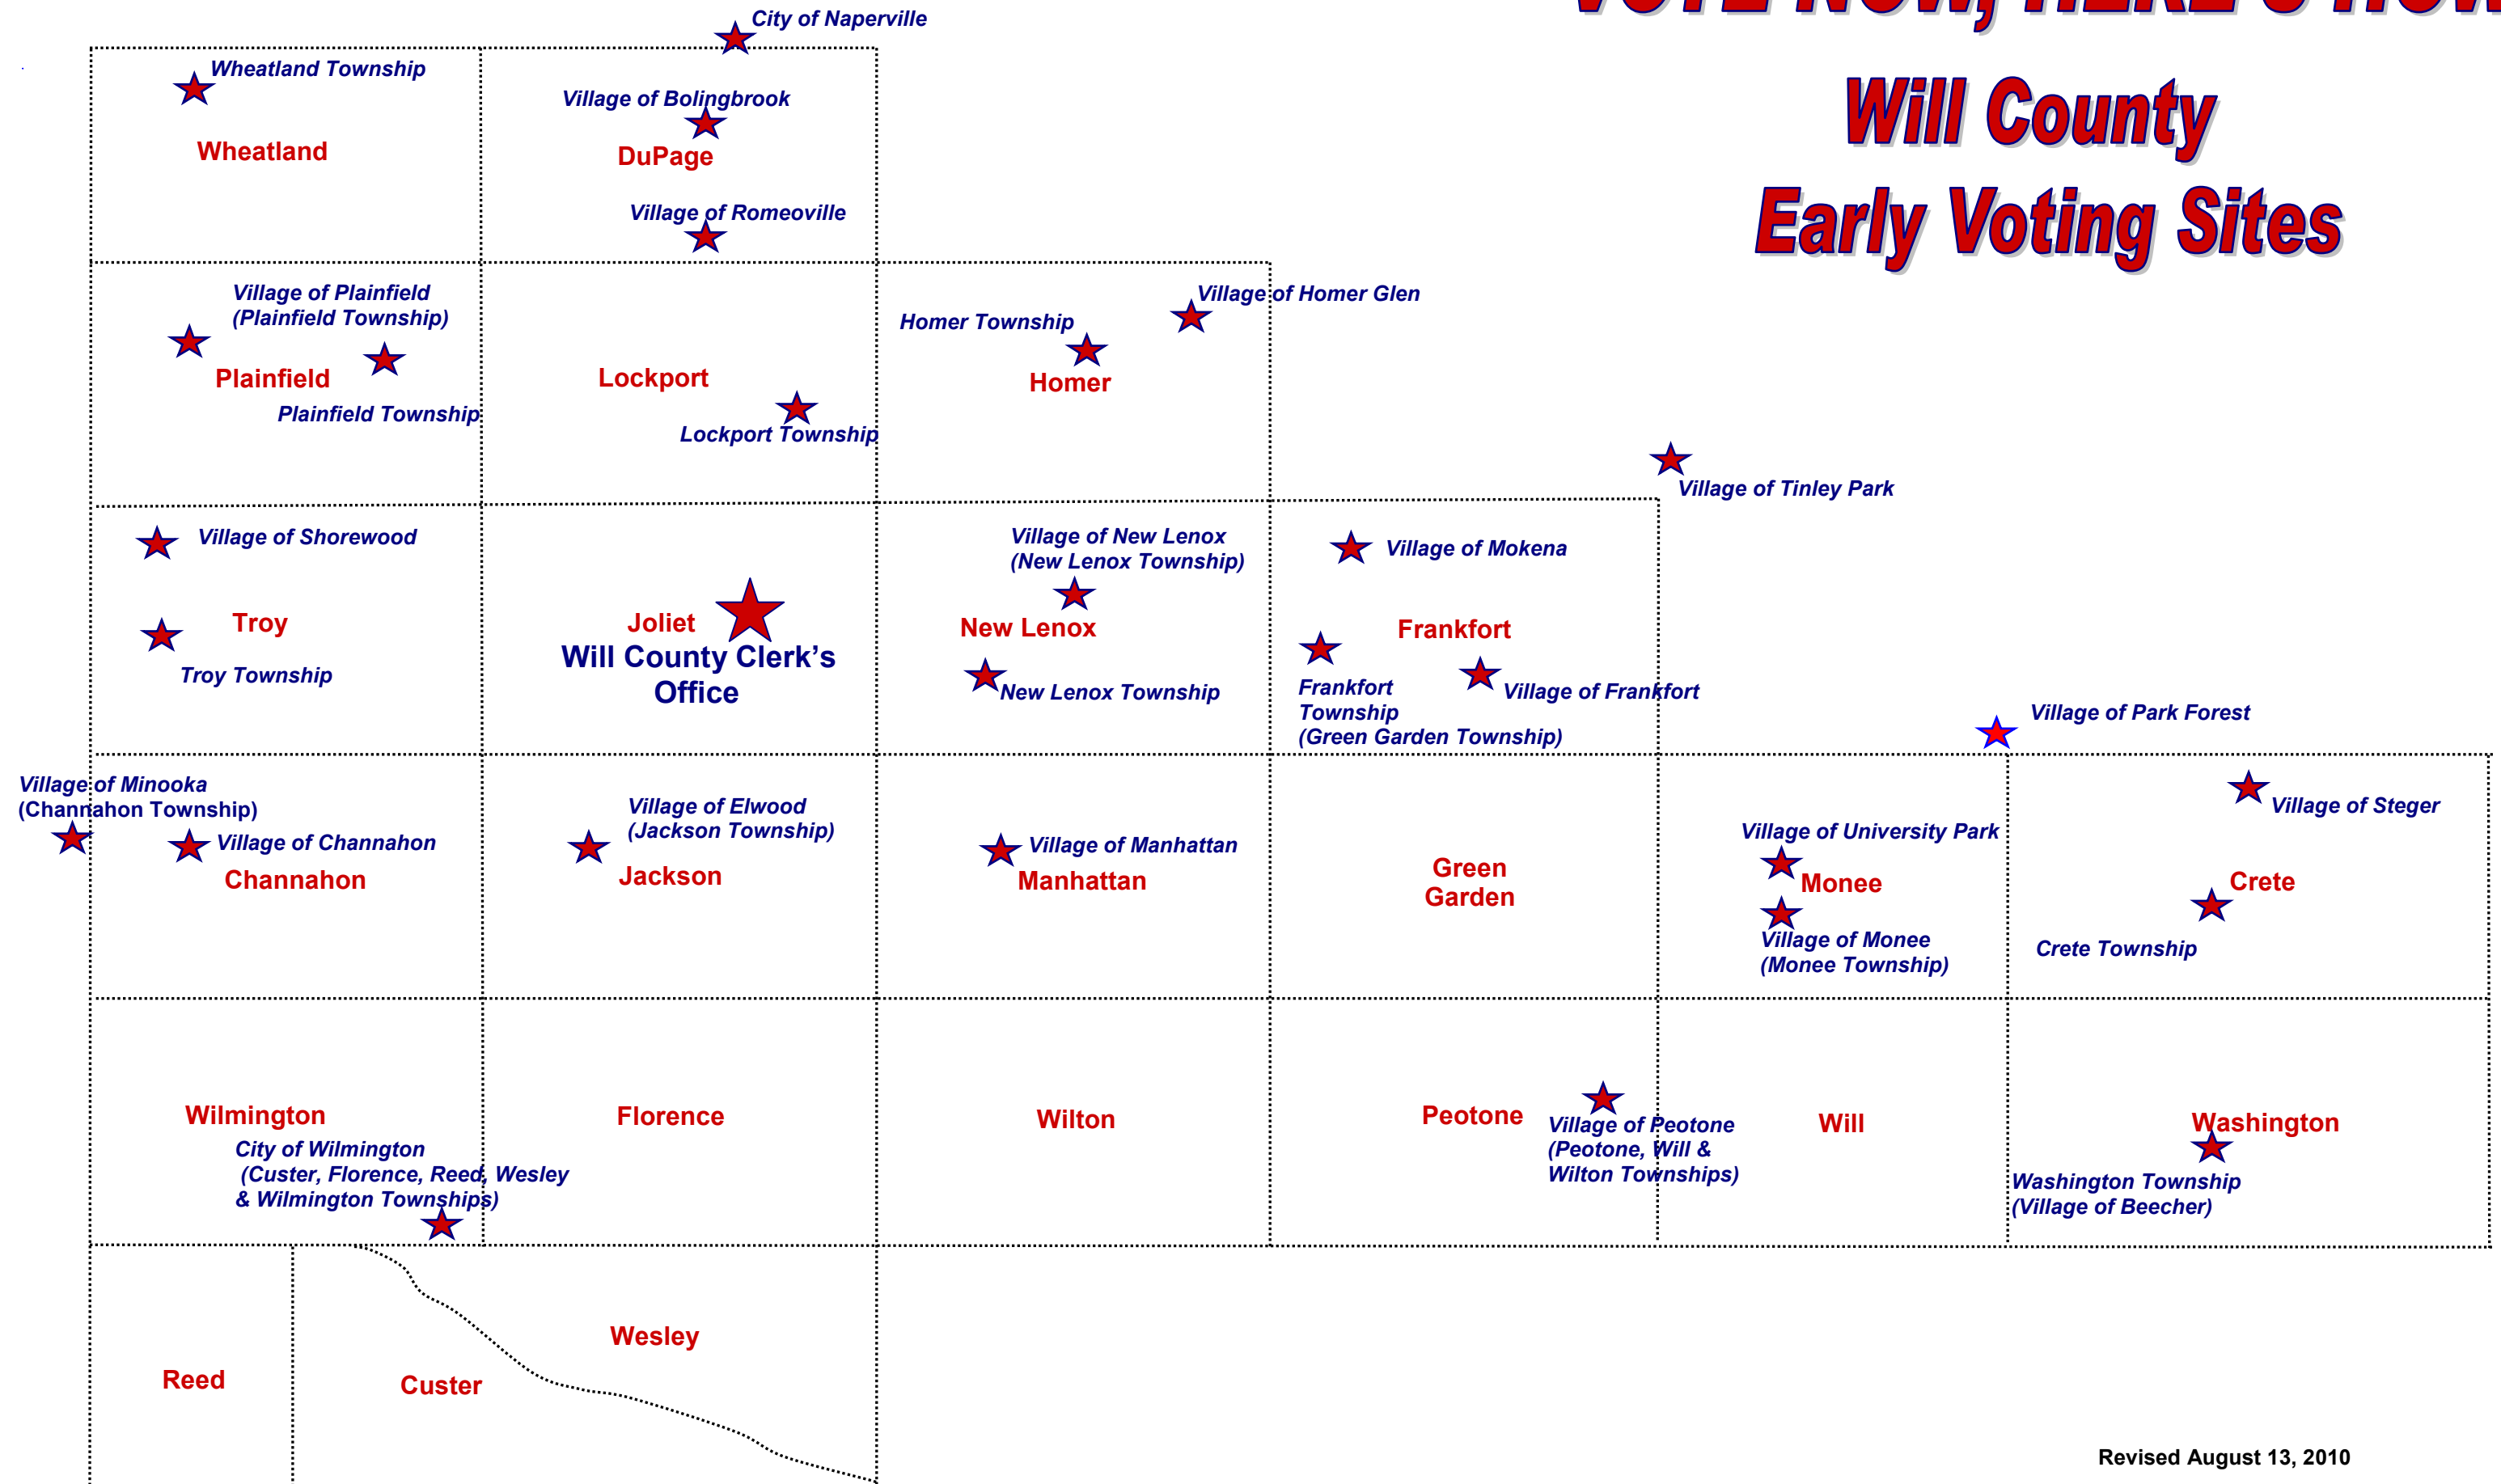 VOTE NOW, HERE'S HOW
Will County
Early Voting Sites
City of Naperville
Wheatland Township
Village of Bolingbrook
Wheatland
DuPage
Village of Romeoville
Village of Plainfield
(Plainfield Township)
Village of Homer Glen
Homer Township
Plainfield
Lockport
Homer
Plainfield Township
Lockport Township
Village of Tinley Park
Village of Shorewood
Village of New Lenox
(New Lenox Township)
Village of Mokena
Troy
Joliet
Will County Clerk’s
Office
New Lenox
Frankfort
Troy Township
New Lenox Township
Frankfort
Township
(Green Garden Township)
Village of Frankfort
Village of Park Forest
Village of Minooka
(Channahon Township)
Village of Channahon
Channahon
Village of Elwood
(Jackson Township)
Jackson
Village of Manhattan
Manhattan
Green
Garden
Village of University Park
Monee
Village of Monee
(Monee Township)
Village of Steger
Crete
Crete Township
Wilmington
City of Wilmington
(Custer, Florence, Reed, Wesley
& Wilmington Townships)
Florence
Wilton
Peotone
Village of Peotone
(Peotone, Will &
Wilton Townships)
Will
Washington
Washington Township
(Village of Beecher)
Wesley
Reed
Custer
Revised August 13, 2010